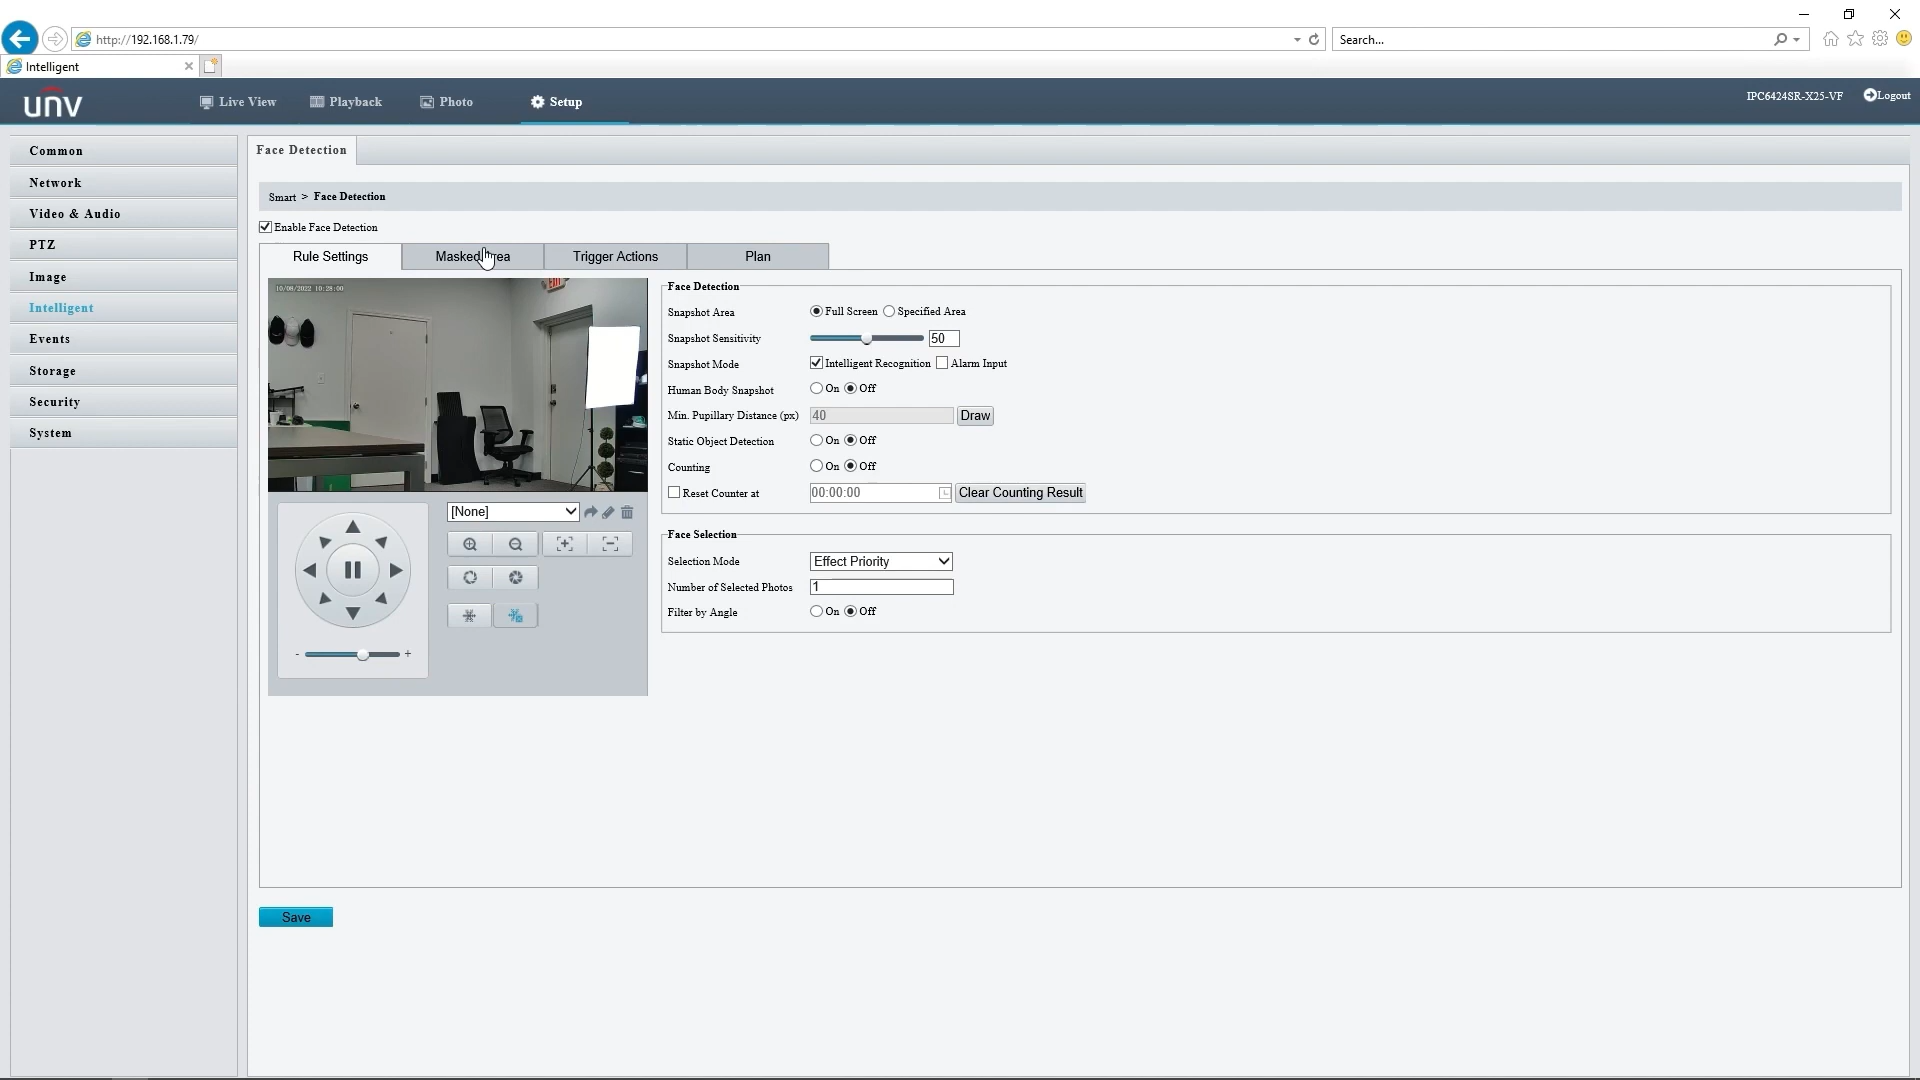 http://192.168.1.79/
Search...
Intelligent
unv
Live View
Playback
Photo
Setup
IPC6424SR-X25-VF
Logout
Common
Network
Video & Audio
PTZ
Image
Intelligent
Events
Storage
Security
System
Face Detection
Smart > Face Detection
Enable Face Detection
Rule Settings
Trigger Actions
Plan
10/08/2022 10:28:00
Face Detection
Snapshot Area Full Screen Specified Area
Snapshot Sensitivity 50
Snapshot Mode Intelligent Recognition Alarm Input
Human Body Snapshot On Off
Min. Pupillary Distance (px) 40 Draw
Static Object Detection On Off
Counting On Off
Reset Counter at 00:00:00 Clear Counting Result
[None]
- +
Face Selection
Selection Mode Effect Priority
Number of Selected Photos 1
Filter by Angle On Off
Save